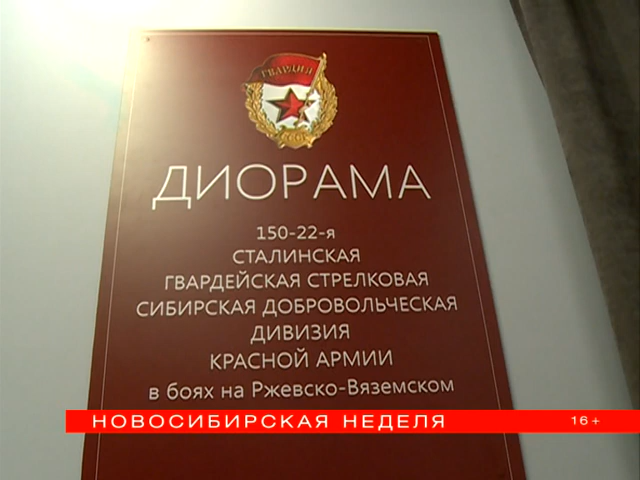 ГВАРДИЯ
ДИОРАМА
150-22-я
СТАЛИНСКАЯ
ГВАРДЕЙСКАЯ СТРЕЛКОВАЯ
СИБИРСКАЯ ДОБРОВОЛЬЧЕСКАЯ
ДИВИЗИЯ
КРАСНОЙ АРМИИ
в боях на Ржевско-Вяземском
НОВОСИБИРСКАЯ НЕДЕЛЯ 16+